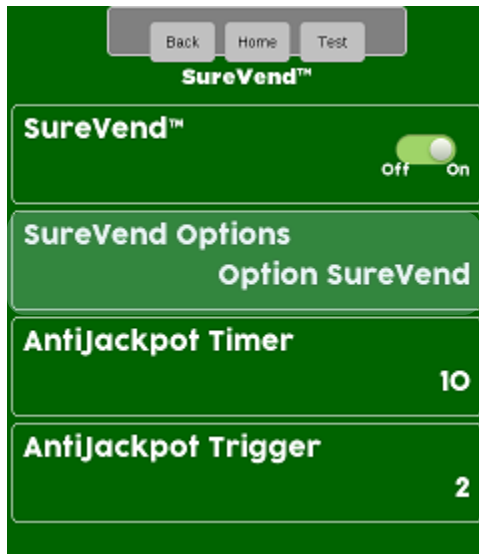 Back Home Test
SureVend™
SureVend™
Off On
SureVend Options
Option SureVend
AntiJackpot Timer
10
AntiJackpot Trigger
2